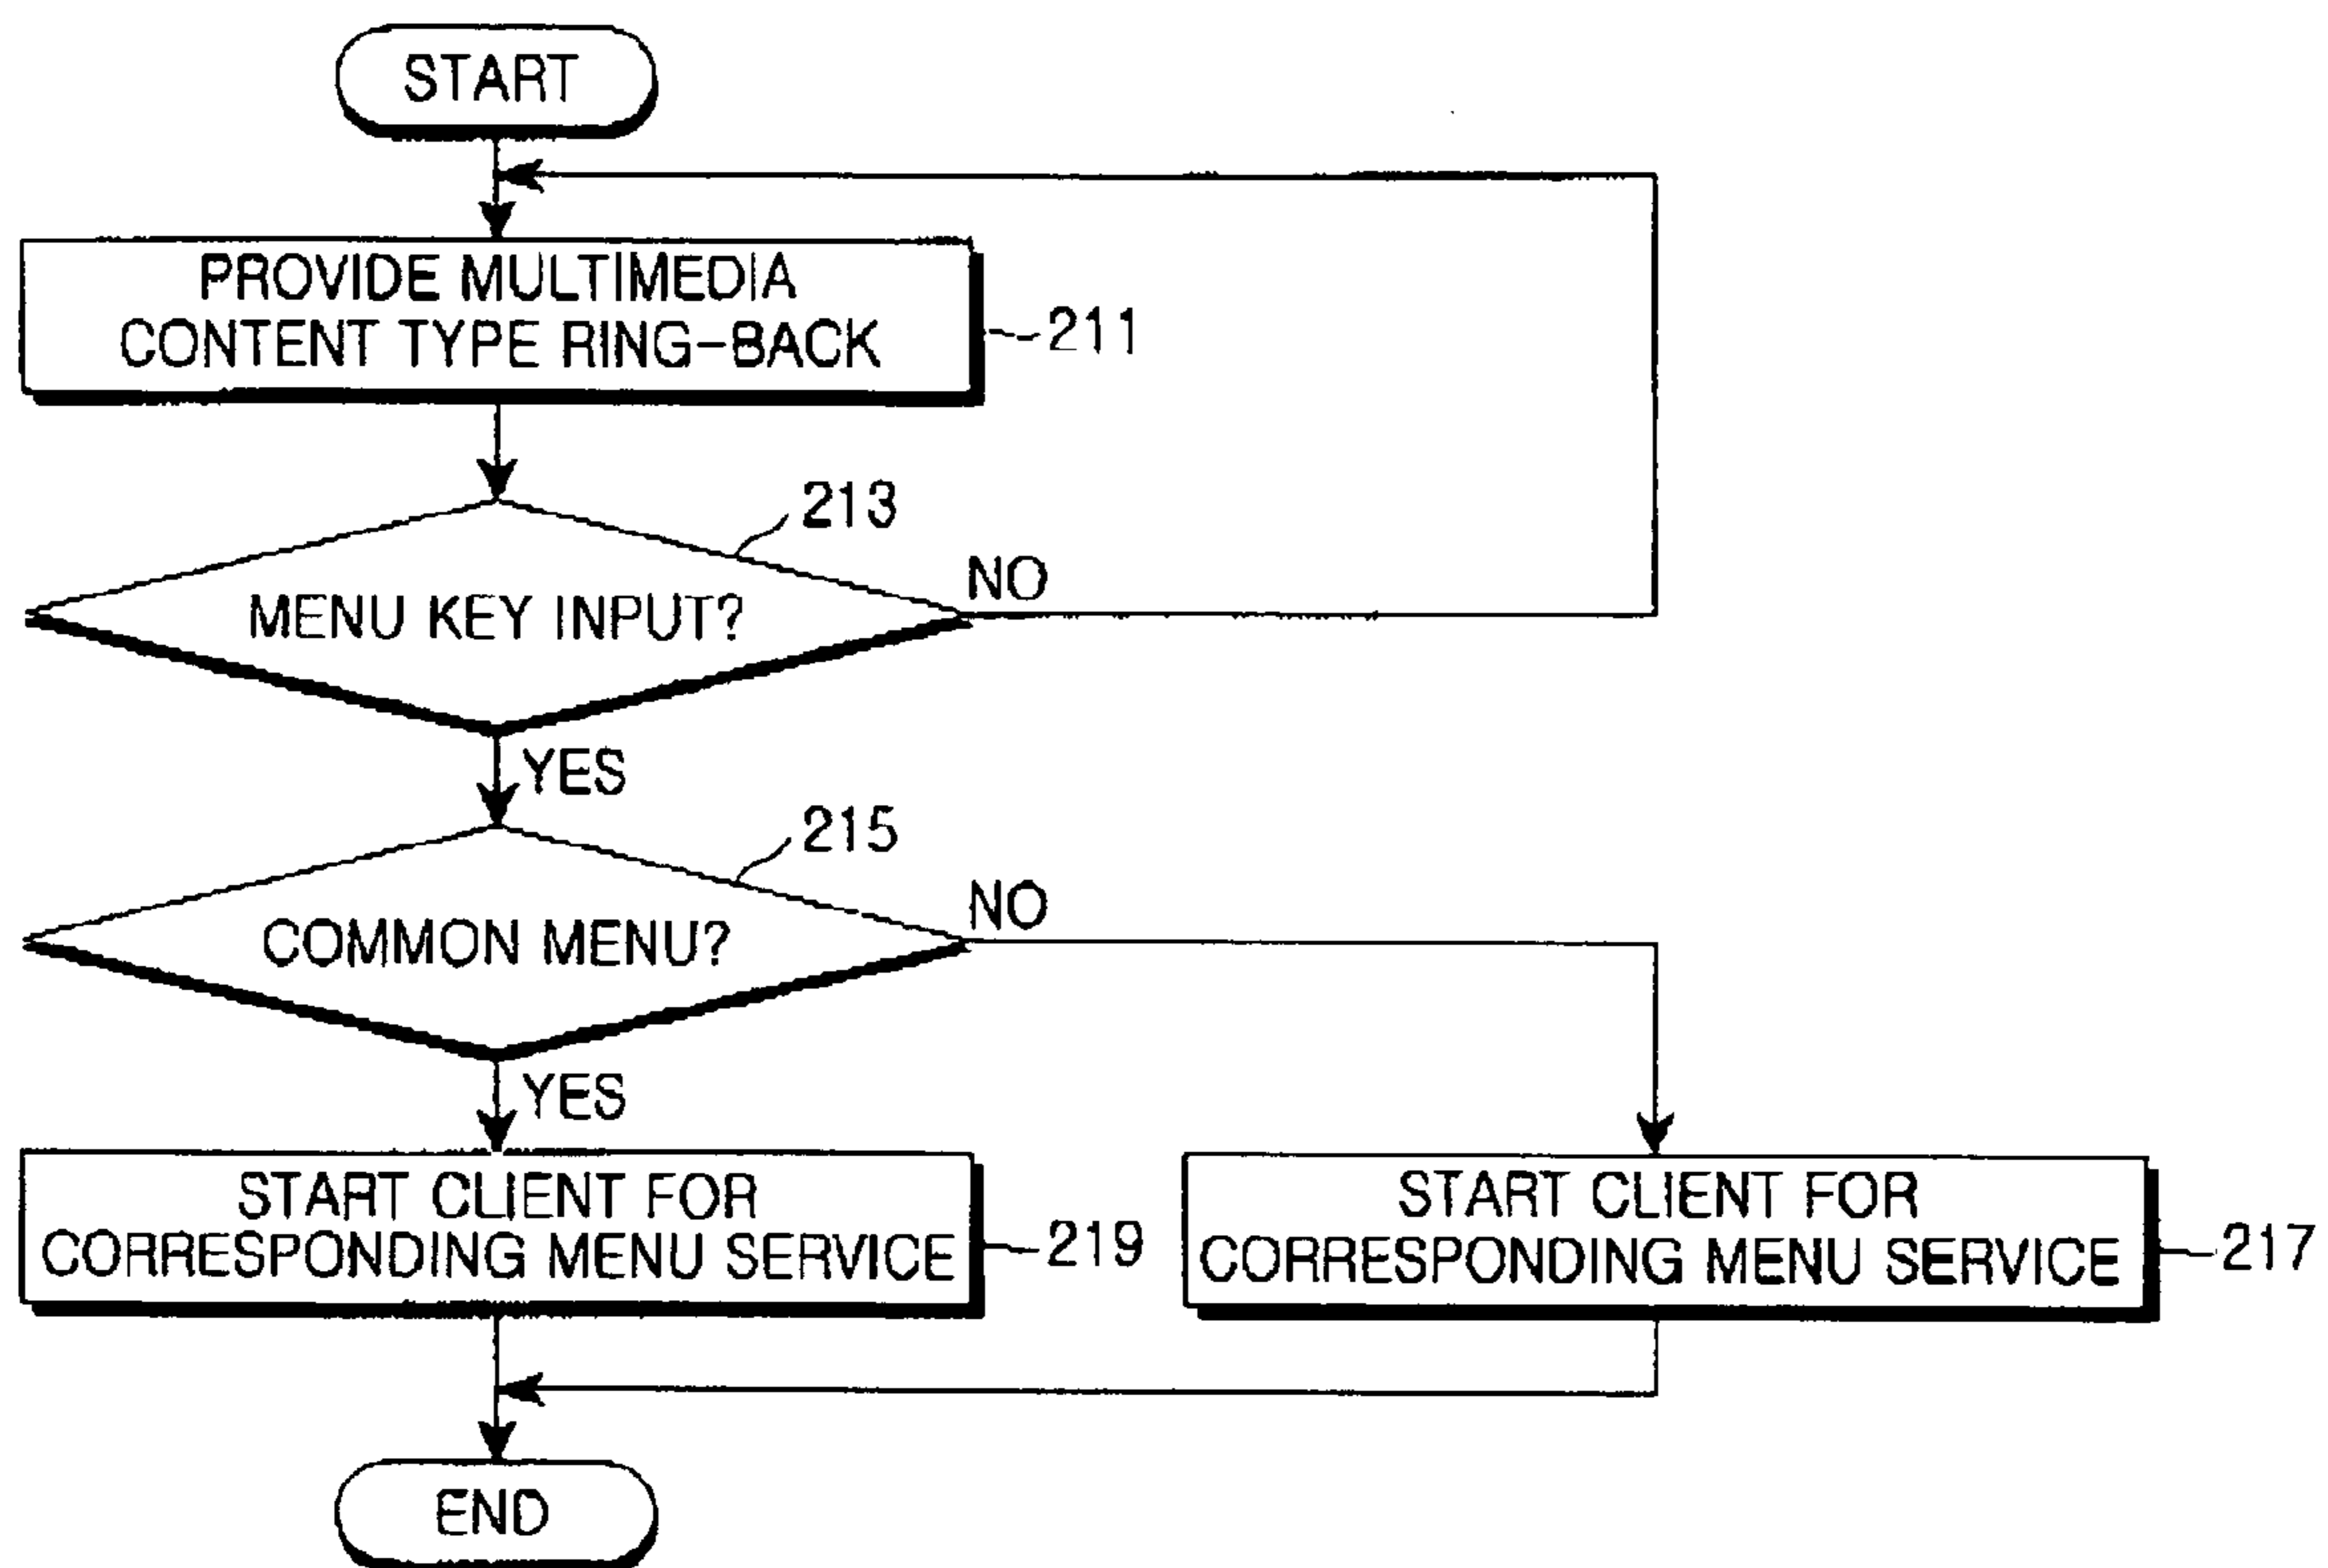 START
PROVIDE MULTIMEDIA
CONTENT TYPE RING-BACK
211
213
NO
MENU KEY INPUT?
YES
215
NO
COMMON MENU?
YES
START CLIENT FOR
CORRESPONDING MENU SERVICE
219
START CLIENT FOR
CORRESPONDING MENU SERVICE
217
END